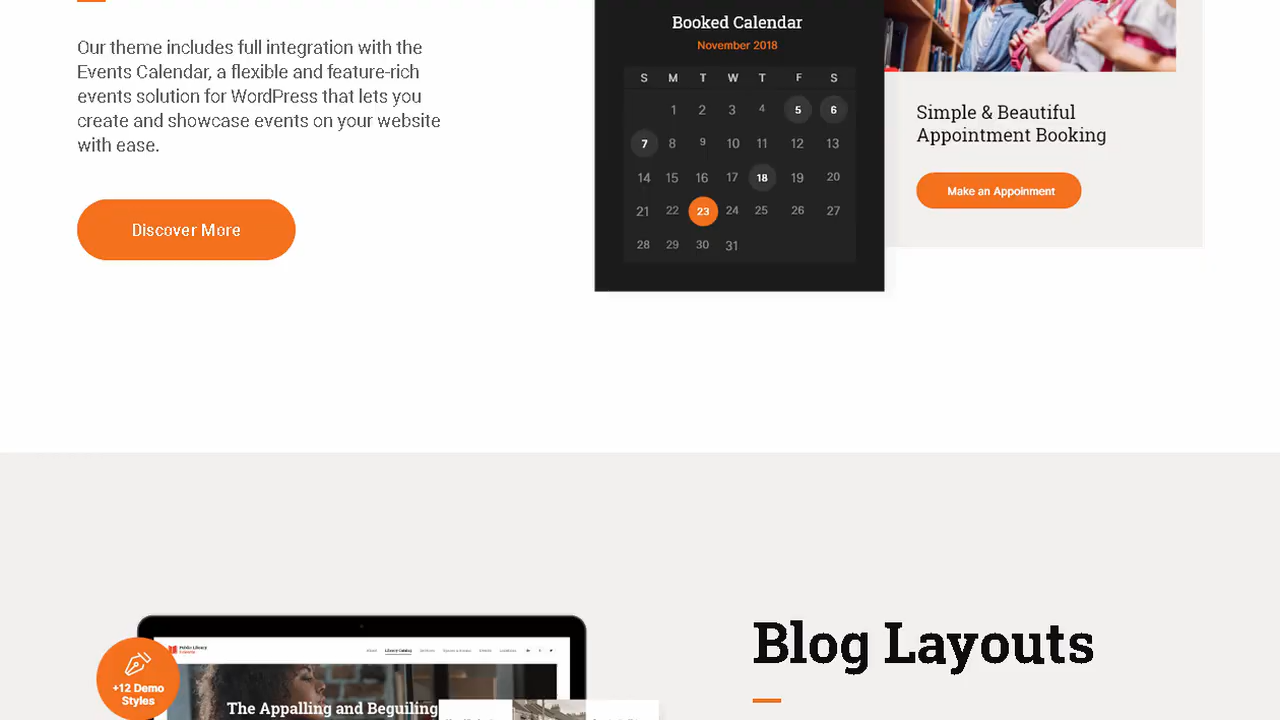 Our theme includes full integration with the
Events Calendar, a flexible and feature-rich
events solution for WordPress that lets you
create and showcase events on your website
with ease.
Discover More
Booked Calendar
November 2018
S M T W T F S
1 2 3 4 5 6
7 8 9 10 11 12 13
14 15 16 17 18 19 20
21 22 23 24 25 26 27
28 29 30 31
Simple & Beautiful
Appointment Booking
Make an Appoinment
+12 Demo
Styles
Public Library
The Appalling and Beguiling
Blog Layouts